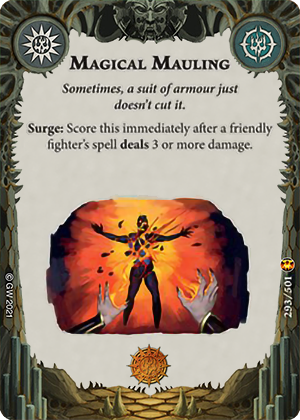 MAGICAL MAULING
Sometimes, a suit of armour just
doesn't cut it.
Surge: Score this immediately after a friendly
fighter's spell deals 3 or more damage.
© GW 2021
293/501